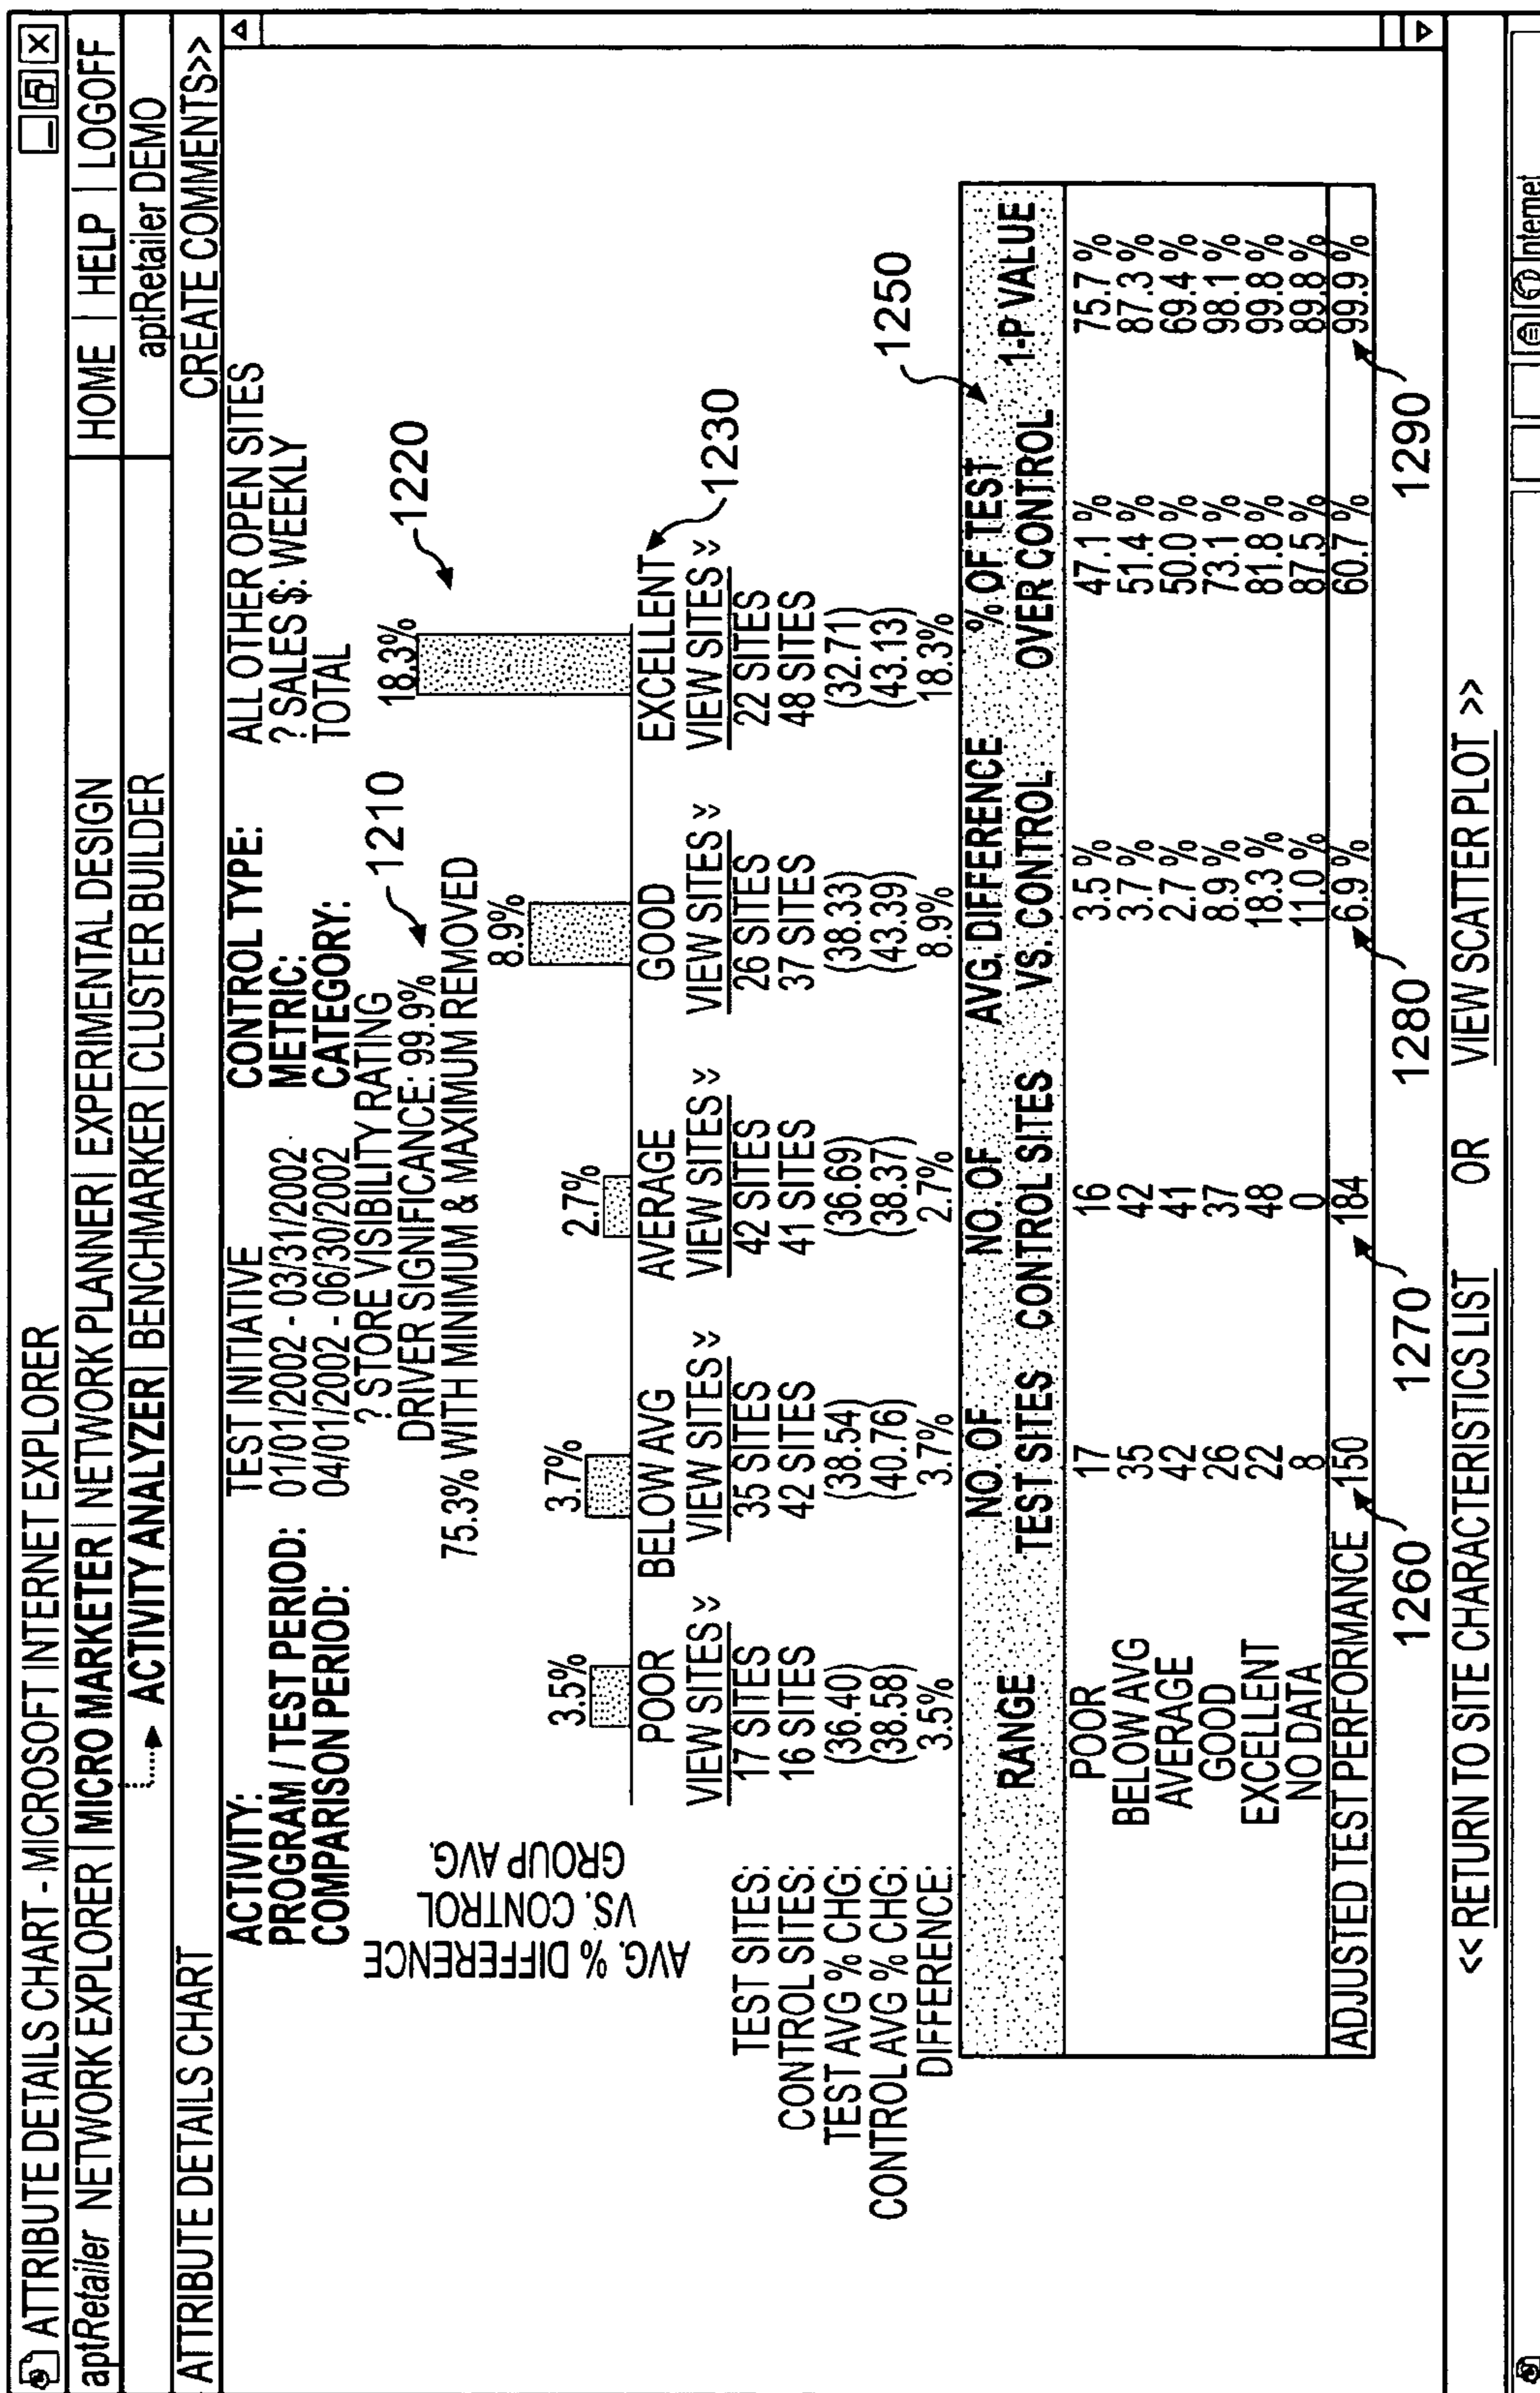 ATTRIBUTE DETAILS CHART - MICROSOFT INTERNET EXPLORER
aptRetailer NETWORK EXPLORER | MICRO MARKETER | NETWORK PLANNER | EXPERIMENTAL DESIGN HOME | HELP | LOGOFF
ACTIVITY ANALYZER | BENCHMARKER | CLUSTER BUILDER aptRetailer DEMO
ATTRIBUTE DETAILS CHART CREATE COMMENTS>>
ACTIVITY: TEST INITIATIVE CONTROL TYPE: ALL OTHER OPEN SITES
PROGRAM / TEST PERIOD: 01/01/2002 - 03/31/2002 METRIC: ? SALES $: WEEKLY
COMPARISON PERIOD: 04/01/2002 - 06/30/2002 CATEGORY: TOTAL
? STORE VISIBILITY RATING
DRIVER SIGNIFICANCE: 99.9%
75.3% WITH MINIMUM & MAXIMUM REMOVED
1210
1220
AVG. % DIFFERENCE
VS. CONTROL
GROUP AVG.
3.5% 3.7% 2.7% 8.9% 18.3%
POOR BELOW AVG AVERAGE GOOD EXCELLENT
1230
VIEW SITES VIEW SITES VIEW SITES VIEW SITES VIEW SITES
TEST SITES: 17 SITES 35 SITES 42 SITES 26 SITES 22 SITES
CONTROL SITES: 16 SITES 42 SITES 41 SITES 37 SITES 48 SITES
TEST AVG % CHG: (36.40) (38.54) (36.69) (38.33) (32.71)
CONTROL AVG % CHG: (38.58) (40.76) (38.37) (43.39) (43.13)
DIFFERENCE: 3.5% 3.7% 2.7% 8.9% 18.3%
1250
NO. OF NO. OF AVG. DIFFERENCE % OF TEST
RANGE TEST SITES CONTROL SITES VS. CONTROL OVER CONTROL 1-P VALUE
POOR 17 16 3.5 % 47.1 % 75.7 %
BELOW AVG 35 42 3.7 % 51.4 % 87.3 %
AVERAGE 42 41 2.7 % 50.0 % 69.4 %
GOOD 26 37 8.9 % 73.1 % 98.1 %
EXCELLENT 22 48 18.3 % 81.8 % 99.8 %
NO DATA 8 0 11.0 % 87.5 % 89.8 %
ADJUSTED TEST PERFORMANCE 150 184 6.9 % 60.7 % 99.9 %
1260 1270 1280 1290
<< RETURN TO SITE CHARACTERISTICS LIST OR VIEW SCATTER PLOT >>
Internet